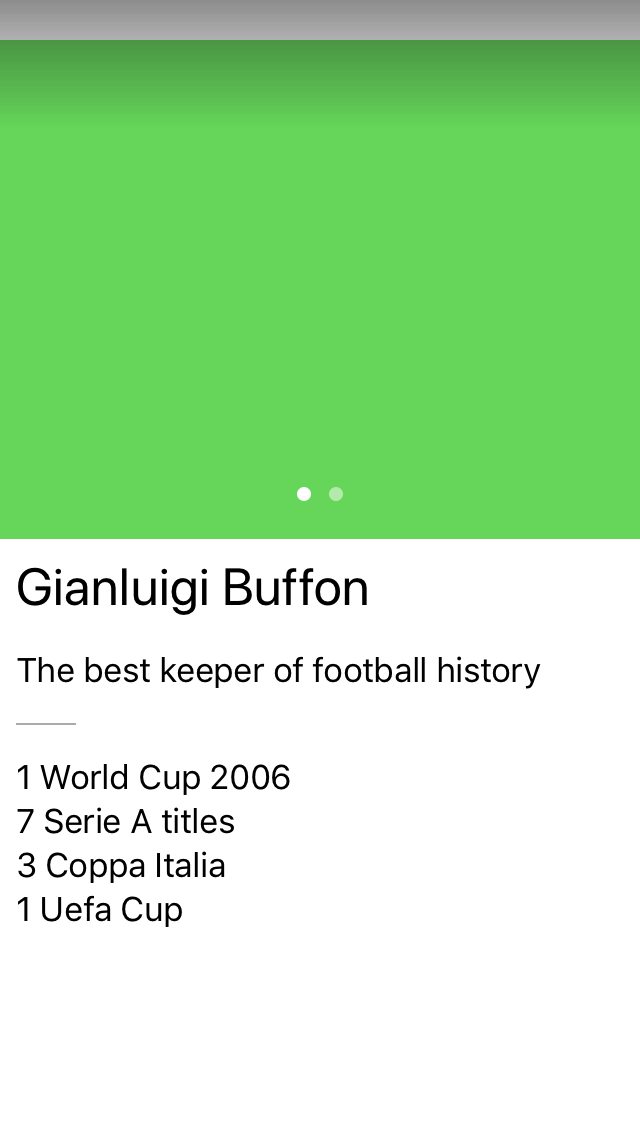 Gianluigi Buffon
The best keeper of football history
1 World Cup 2006
7 Serie A titles
3 Coppa Italia
1 Uefa Cup